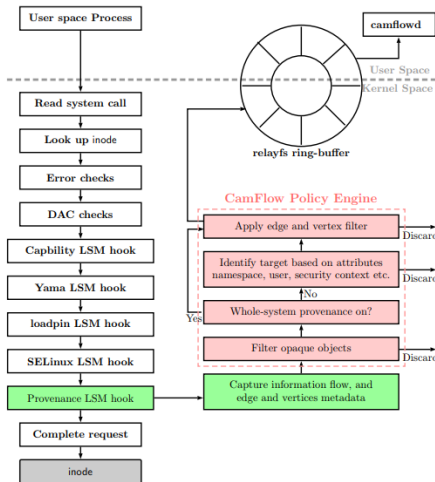 User space Process
camflowd
User Space
Kernel Space
relayfs ring-buffer
Read system call
Look up inode
Error checks
DAC checks
Capbility LSM hook
Yama LSM hook
loadpin LSM hook
SELinux LSM hook
Provenance LSM hook
Complete request
inode
CamFlow Policy Engine
Apply edge and vertex filter
Discard
Identify target based on attributes
namespace, user, security context etc.
Discard
No
Whole-system provenance on?
Yes
Filter opaque objects
Discard
Capture information flow, and
edge and vertices metadata